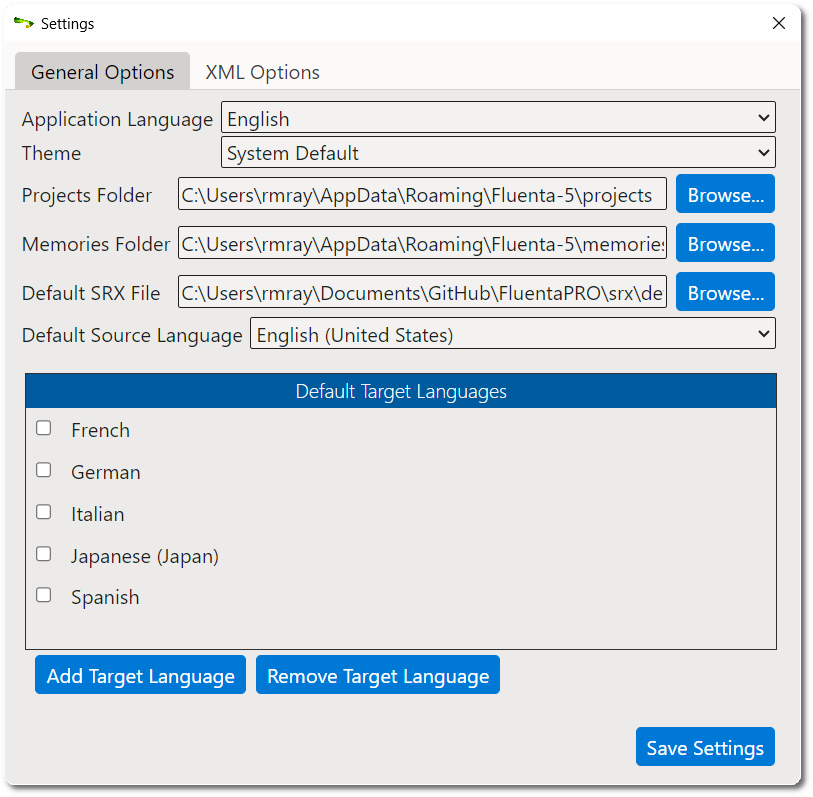 Settings
General Options XML Options
Application Language English
Theme System Default
Projects Folder C:\Users\rmray\AppData\Roaming\Fluenta-5\projects Browse...
Memories Folder C:\Users\rmray\AppData\Roaming\Fluenta-5\memories Browse...
Default SRX File C:\Users\rmray\Documents\GitHub\FluentaPRO\srx\de Browse...
Default Source Language English (United States)
Default Target Languages
French
German
Italian
Japanese (Japan)
Spanish
Add Target Language Remove Target Language
Save Settings